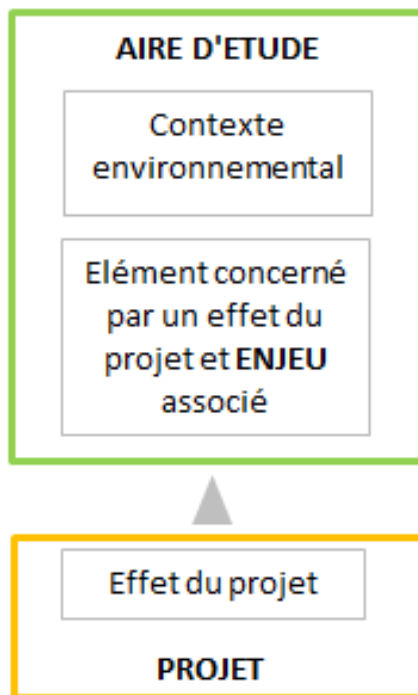 AIRE D'ETUDE
Contexte
environnemental
Elément concerné
par un effet du
projet et ENJEU
associé
Effet du projet
PROJET